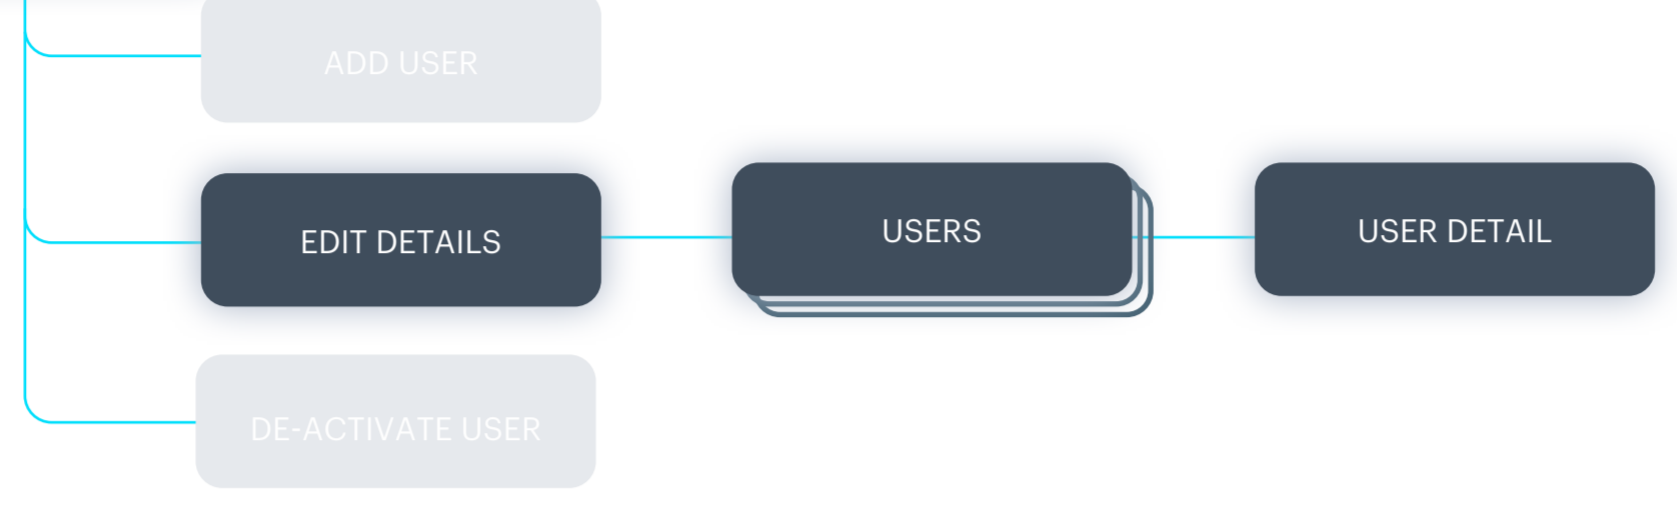 ADD USER
EDIT DETAILS
USERS
USER DETAIL
DE-ACTIVATE USER